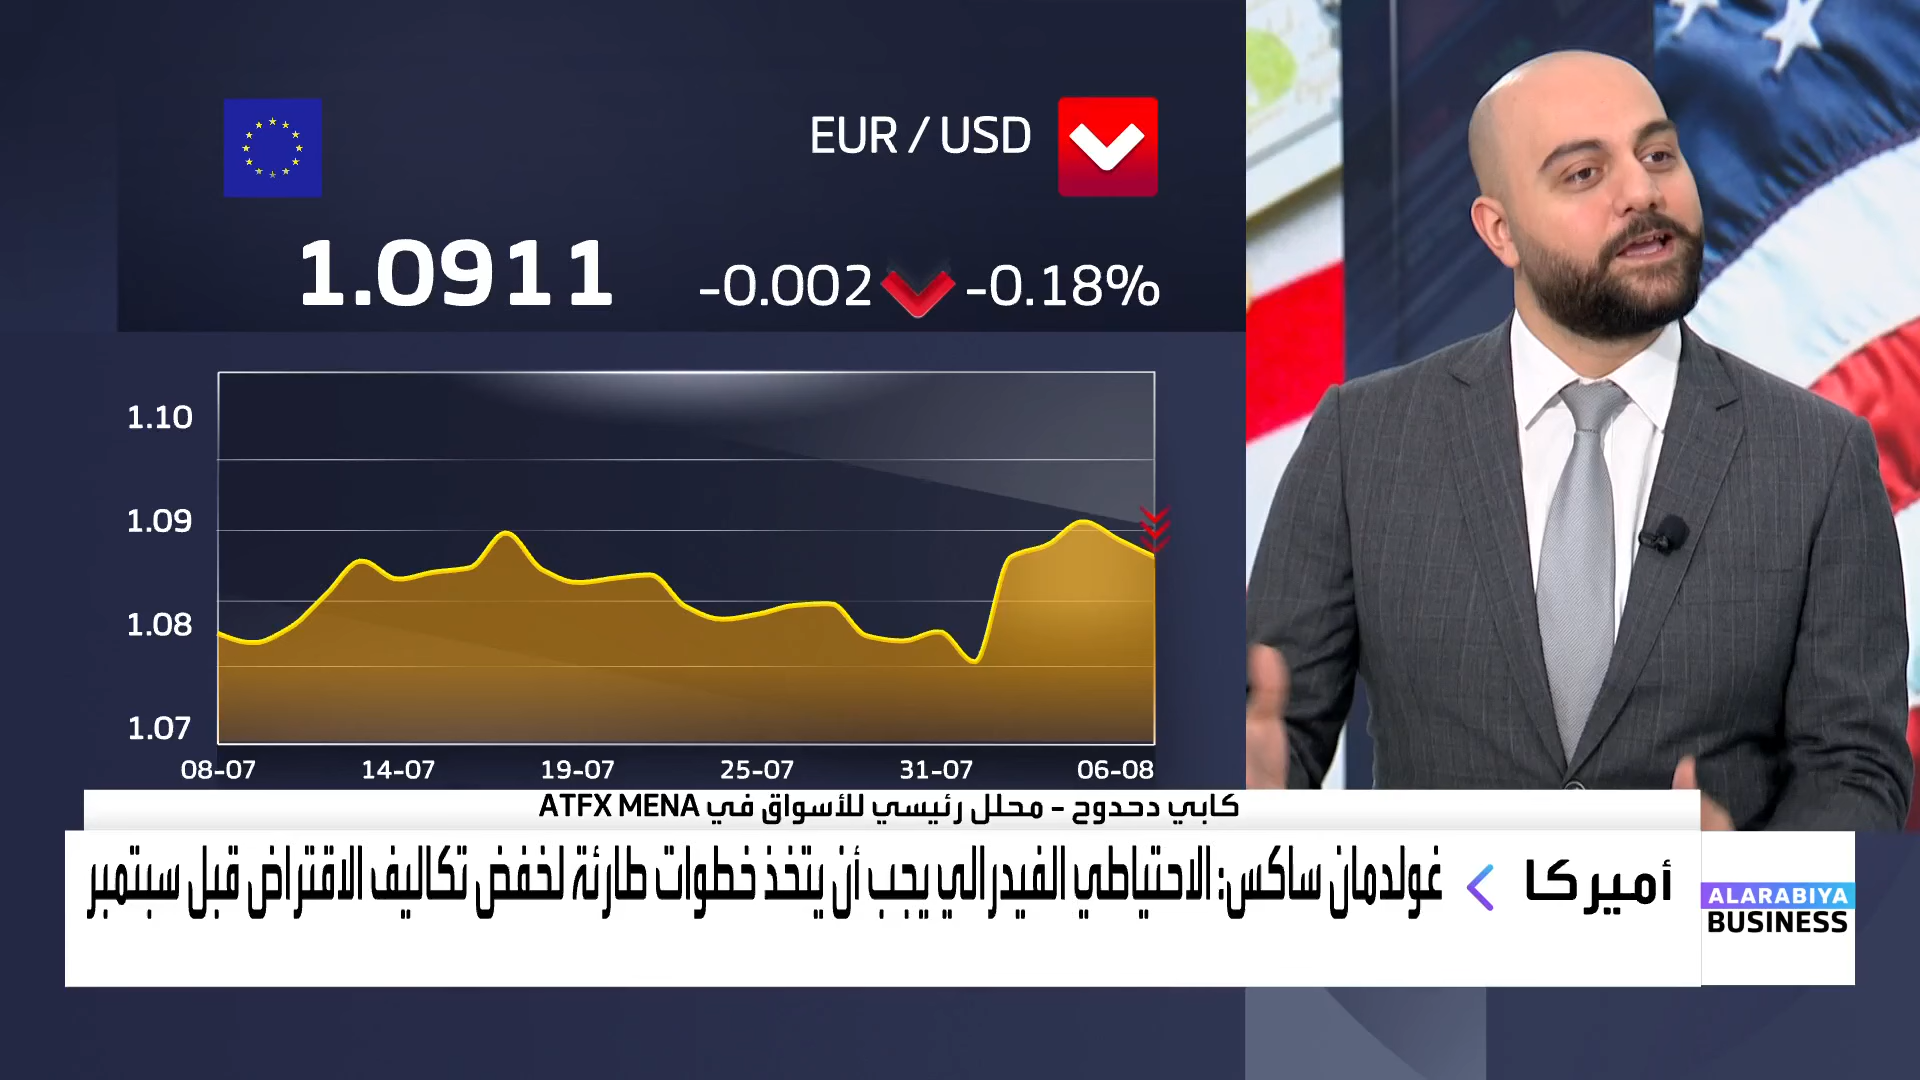 EUR / USD
1.0911 -0.002 -0.18%
1.10
1.09
1.08
1.07
08-07 14-07 19-07 25-07 31-07 06-08
كابي دحدوح - محلل رئيسي للأسواق في ATFX MENA
أميركا
غولدمان ساكس: الاحتياطي الفيدرالي يجب أن يتخذ خطوات طارئة لخفض تكاليف الاقتراض قبل سبتمبر
ALARABIYA
BUSINESS